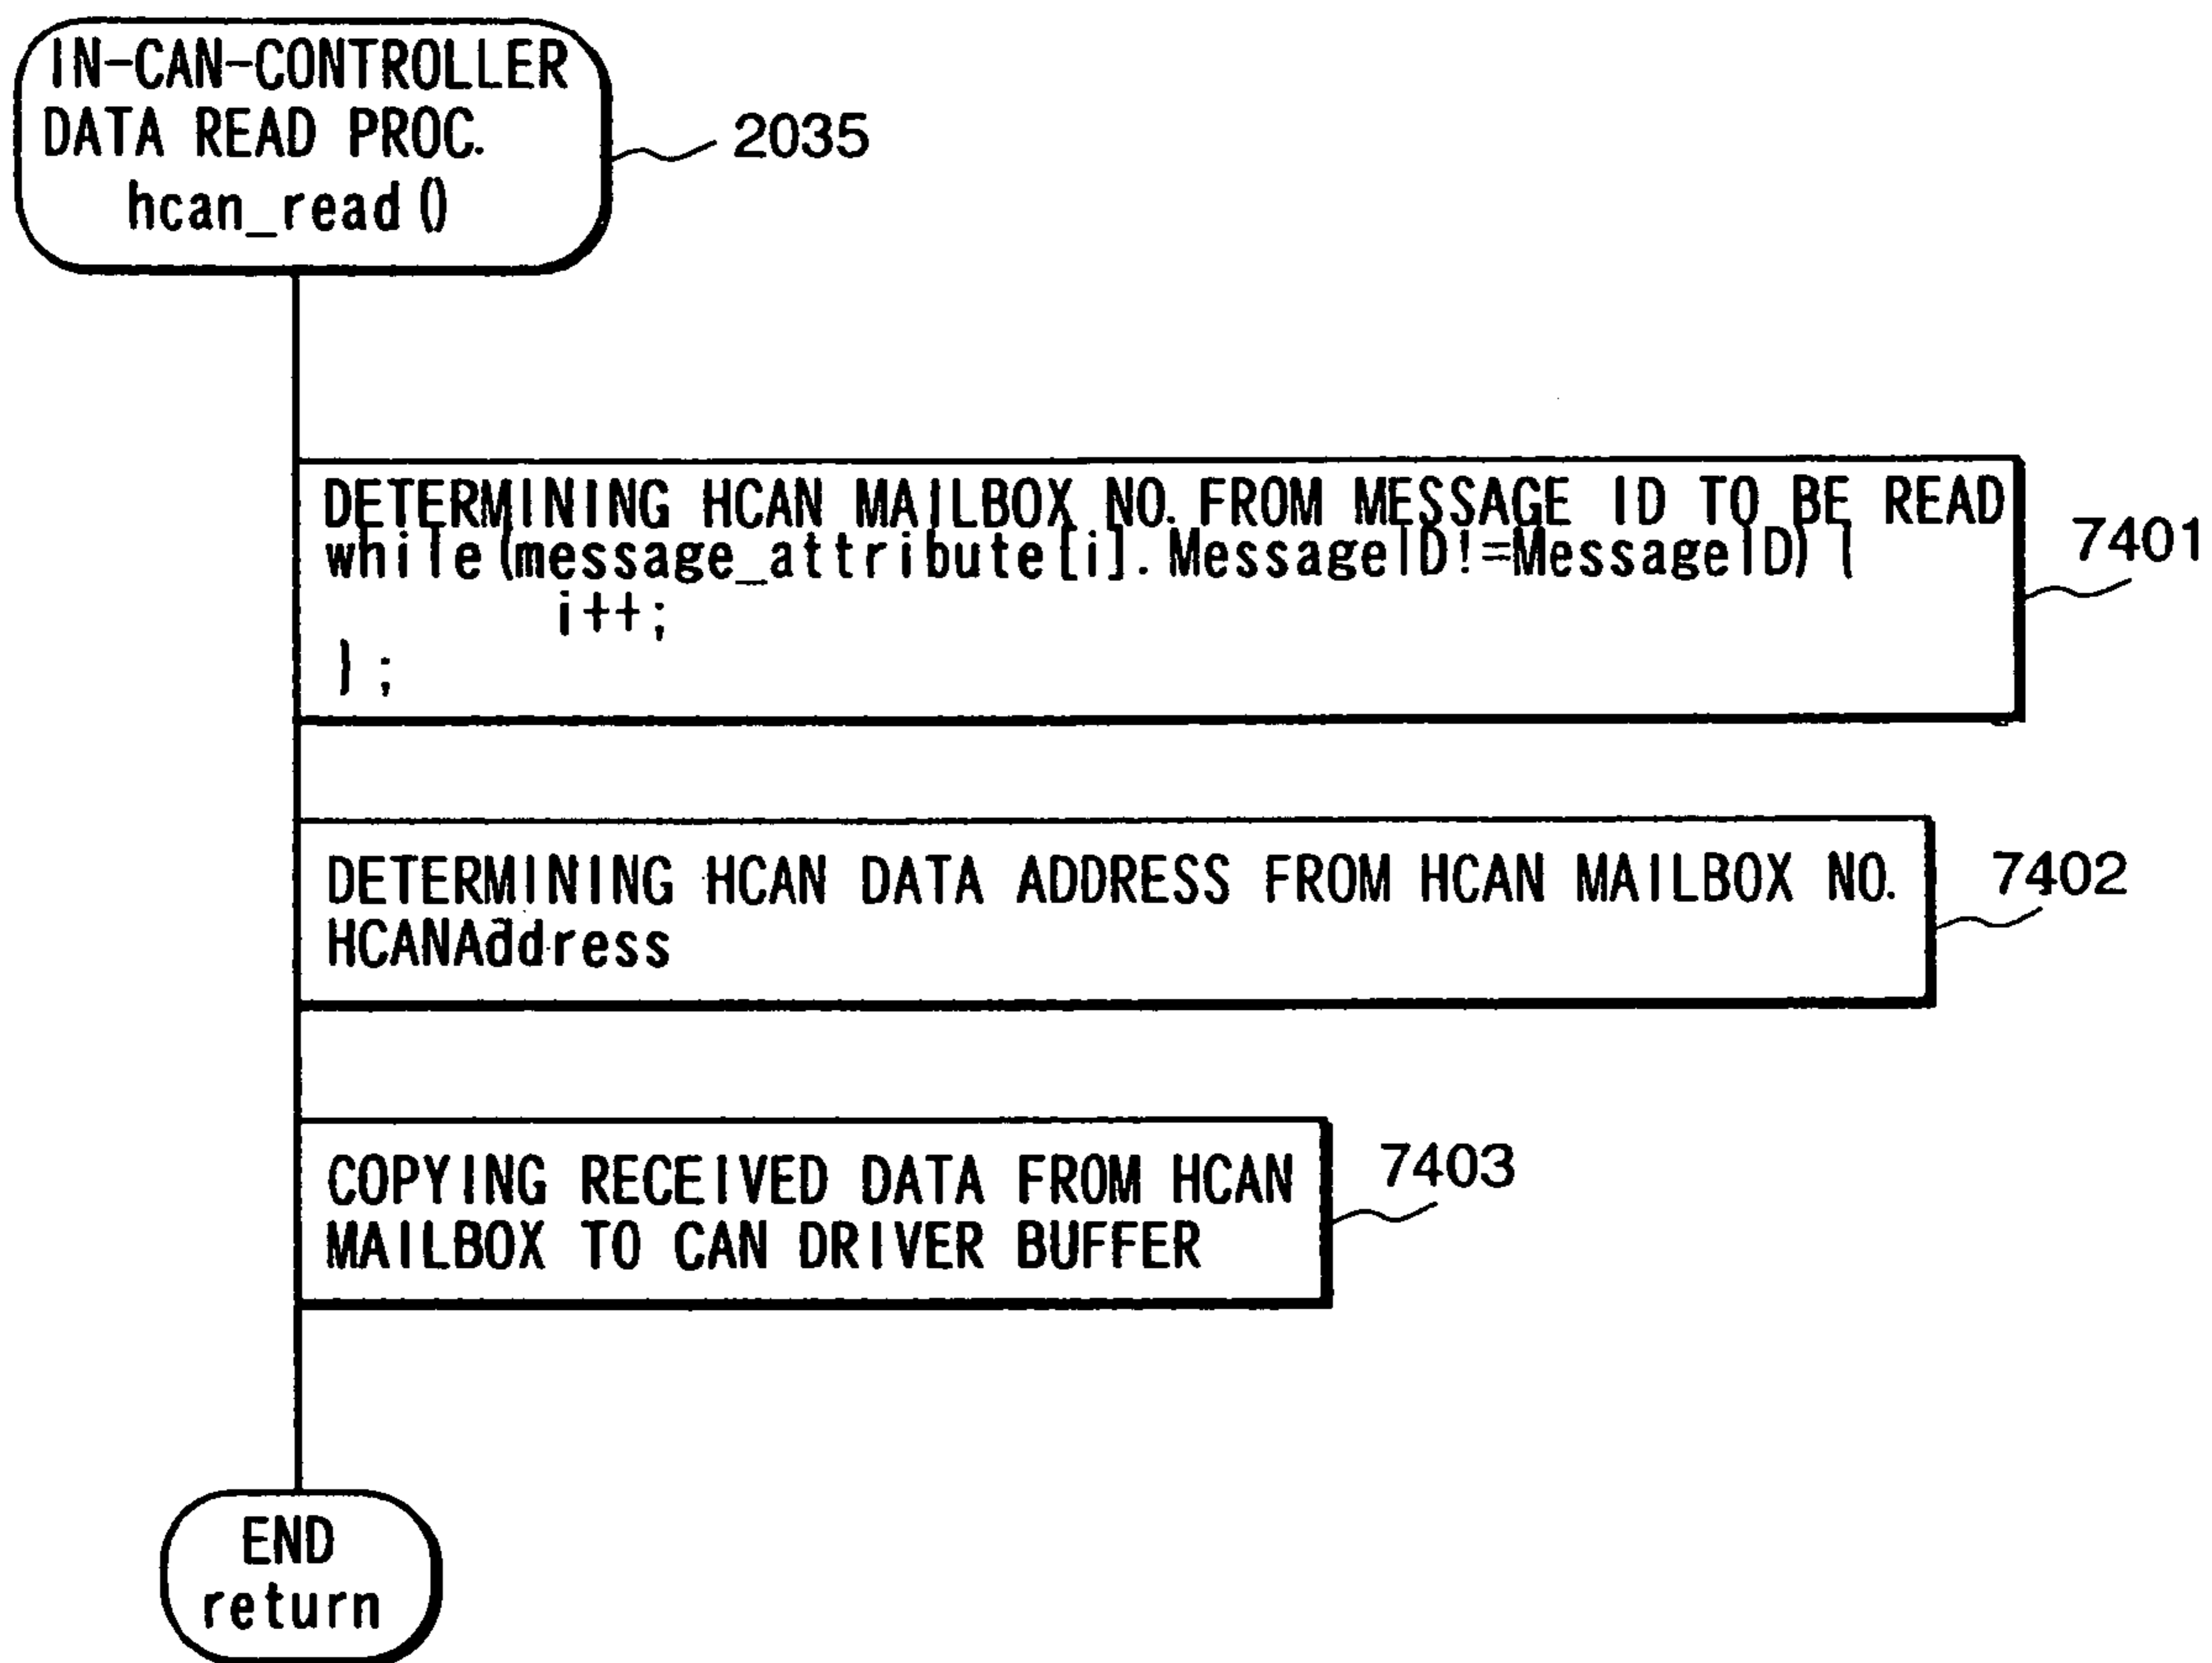 IN-CAN-CONTROLLER
DATA READ PROC.
hcan_read ()
2035
DETERMINING HCAN MAILBOX NO. FROM MESSAGE ID TO BE READ
while (message_attribute[i]. MessageID!=MessageID) {
i++;
} ;
7401
DETERMINING HCAN DATA ADDRESS FROM HCAN MAILBOX NO.
HCANAddress
7402
COPYING RECEIVED DATA FROM HCAN
MAILBOX TO CAN DRIVER BUFFER
7403
END
return